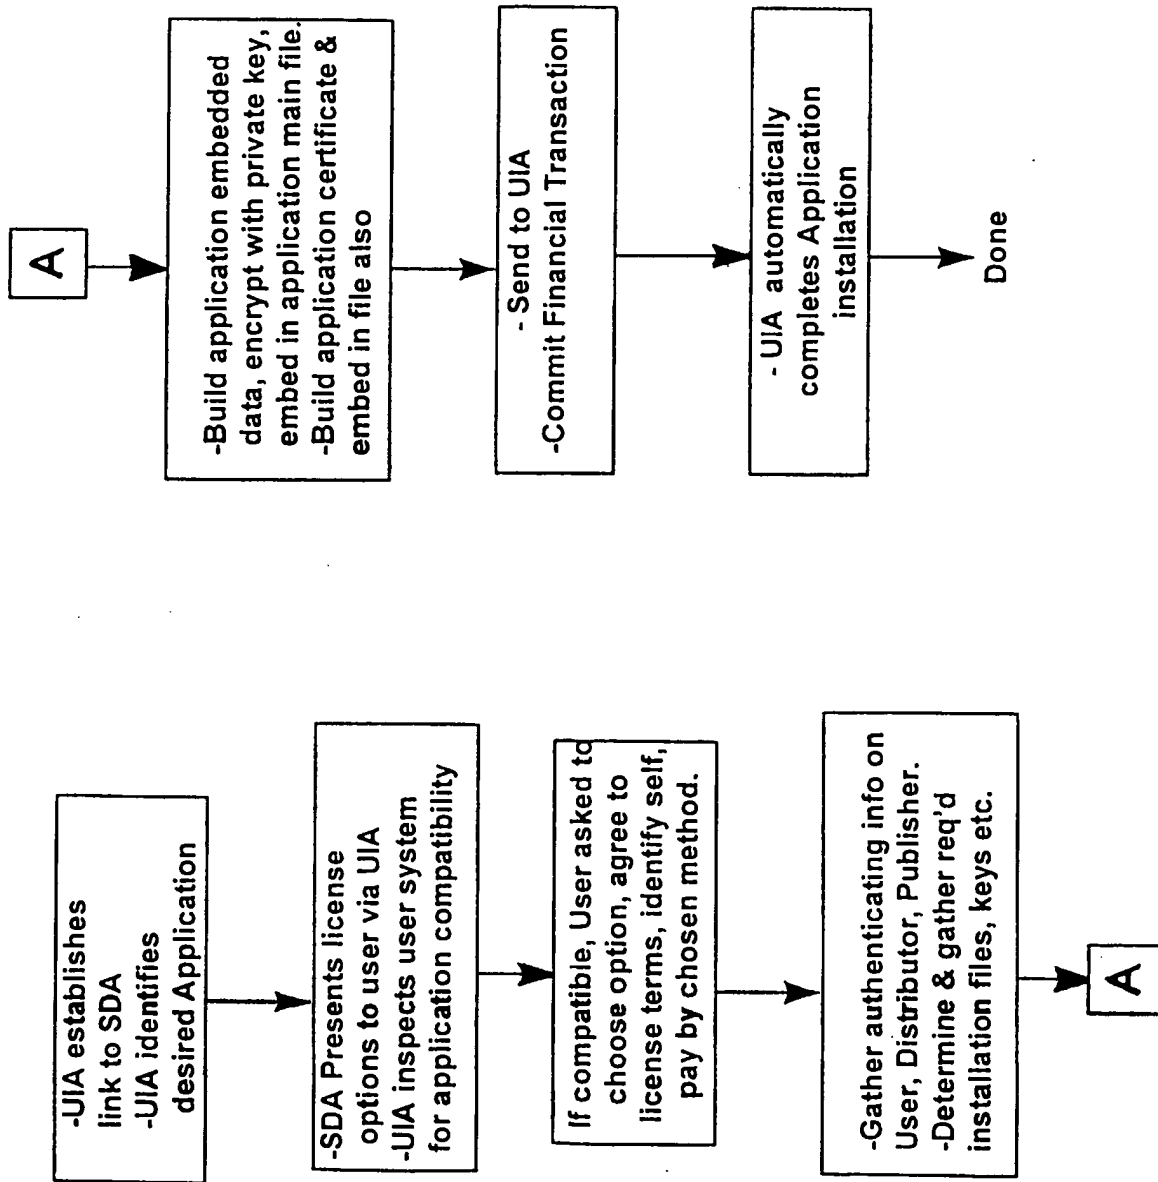 -UIA establishes
link to SDA
-UIA identifies
desired Application
-SDA Presents license
options to user via UIA
-UIA inspects user system
for application compatibility
If compatible, User asked to
choose option, agree to
license terms, identify self,
pay by chosen method.
-Gather authenticating info on
User, Distributor, Publisher.
-Determine & gather req'd
installation files, keys etc.
A
A
-Build application embedded
data, encrypt with private key,
embed in application main file.
-Build application certificate &
embed in file also
- Send to UIA
-Commit Financial Transaction
- UIA automatically
completes Application
installation
Done